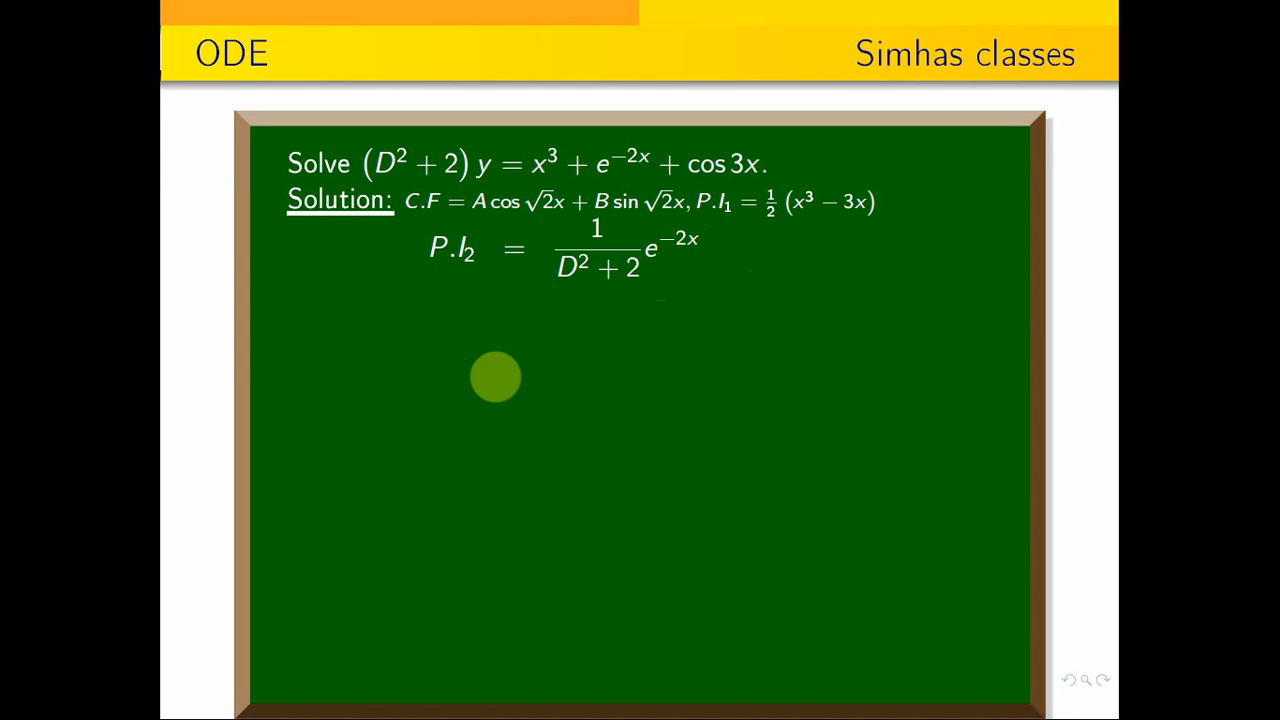 ODE Simhas classes
Solve (D² + 2) y = x³ + e⁻²ˣ + cos 3x.
Solution: C.F = A cos √2x + B sin √2x, P.I₁ = 1/2 (x³ − 3x)
P.I₂ = 1/(D² + 2) e⁻²ˣ